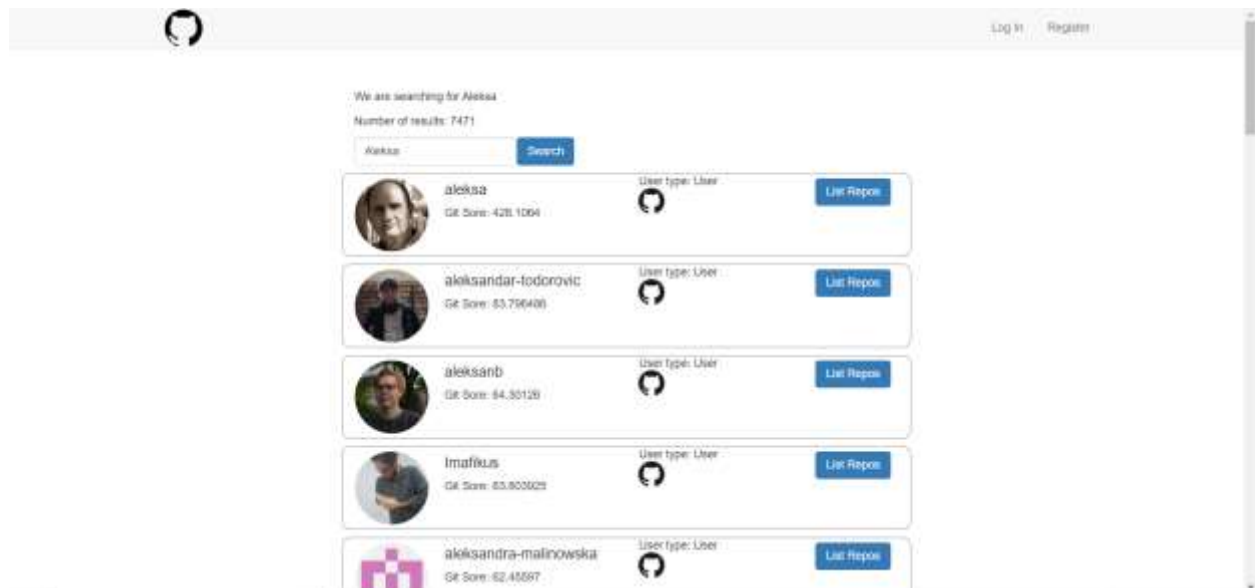 Log In Register
We are searching for Aleksa
Number of results: 7471
Aleksa Search
aleksa User type: User List Repos
Git Sore: 428.1064
aleksandar-todorovic User type: User List Repos
Git Sore: 83.796486
aleksanb User type: User List Repos
Git Sore: 64.30126
Imafikus User type: User List Repos
Git Sore: 63.603925
aleksandra-malinowska User type: User List Repos
Git Sore: 62.45597